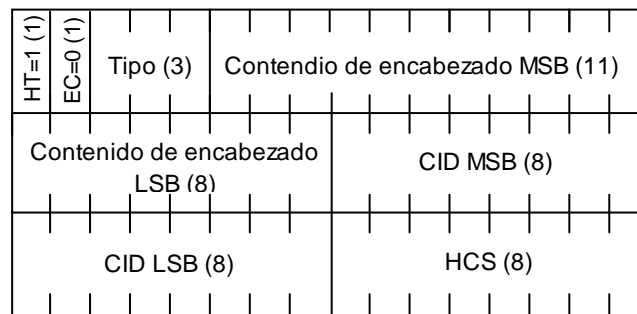 HT=1 (1)
EC=0 (1)
Tipo (3)
Contendio de encabezado MSB (11)
Contenido de encabezado
LSB (8)
CID MSB (8)
CID LSB (8)
HCS (8)